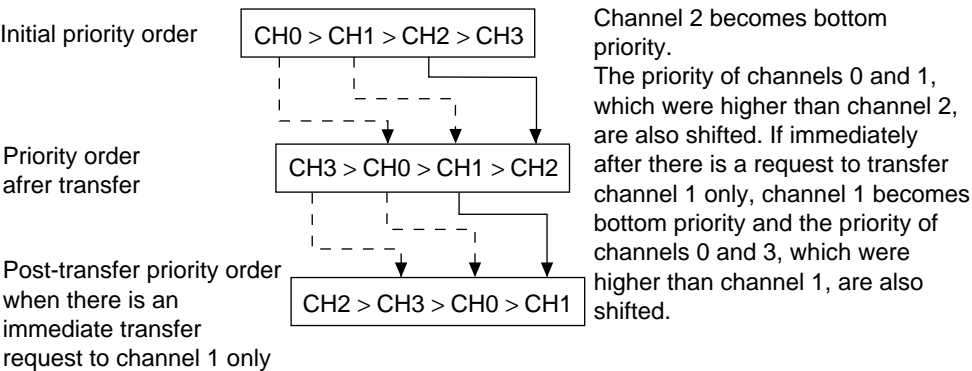 Initial priority order
CH0 > CH1 > CH2 > CH3
Priority order
afrer transfer
CH3 > CH0 > CH1 > CH2
Post-transfer priority order
when there is an
immediate transfer
request to channel 1 only
CH2 > CH3 > CH0 > CH1
Channel 2 becomes bottom
priority.
The priority of channels 0 and 1,
which were higher than channel 2,
are also shifted. If immediately
after there is a request to transfer
channel 1 only, channel 1 becomes
bottom priority and the priority of
channels 0 and 3, which were
higher than channel 1, are also
shifted.